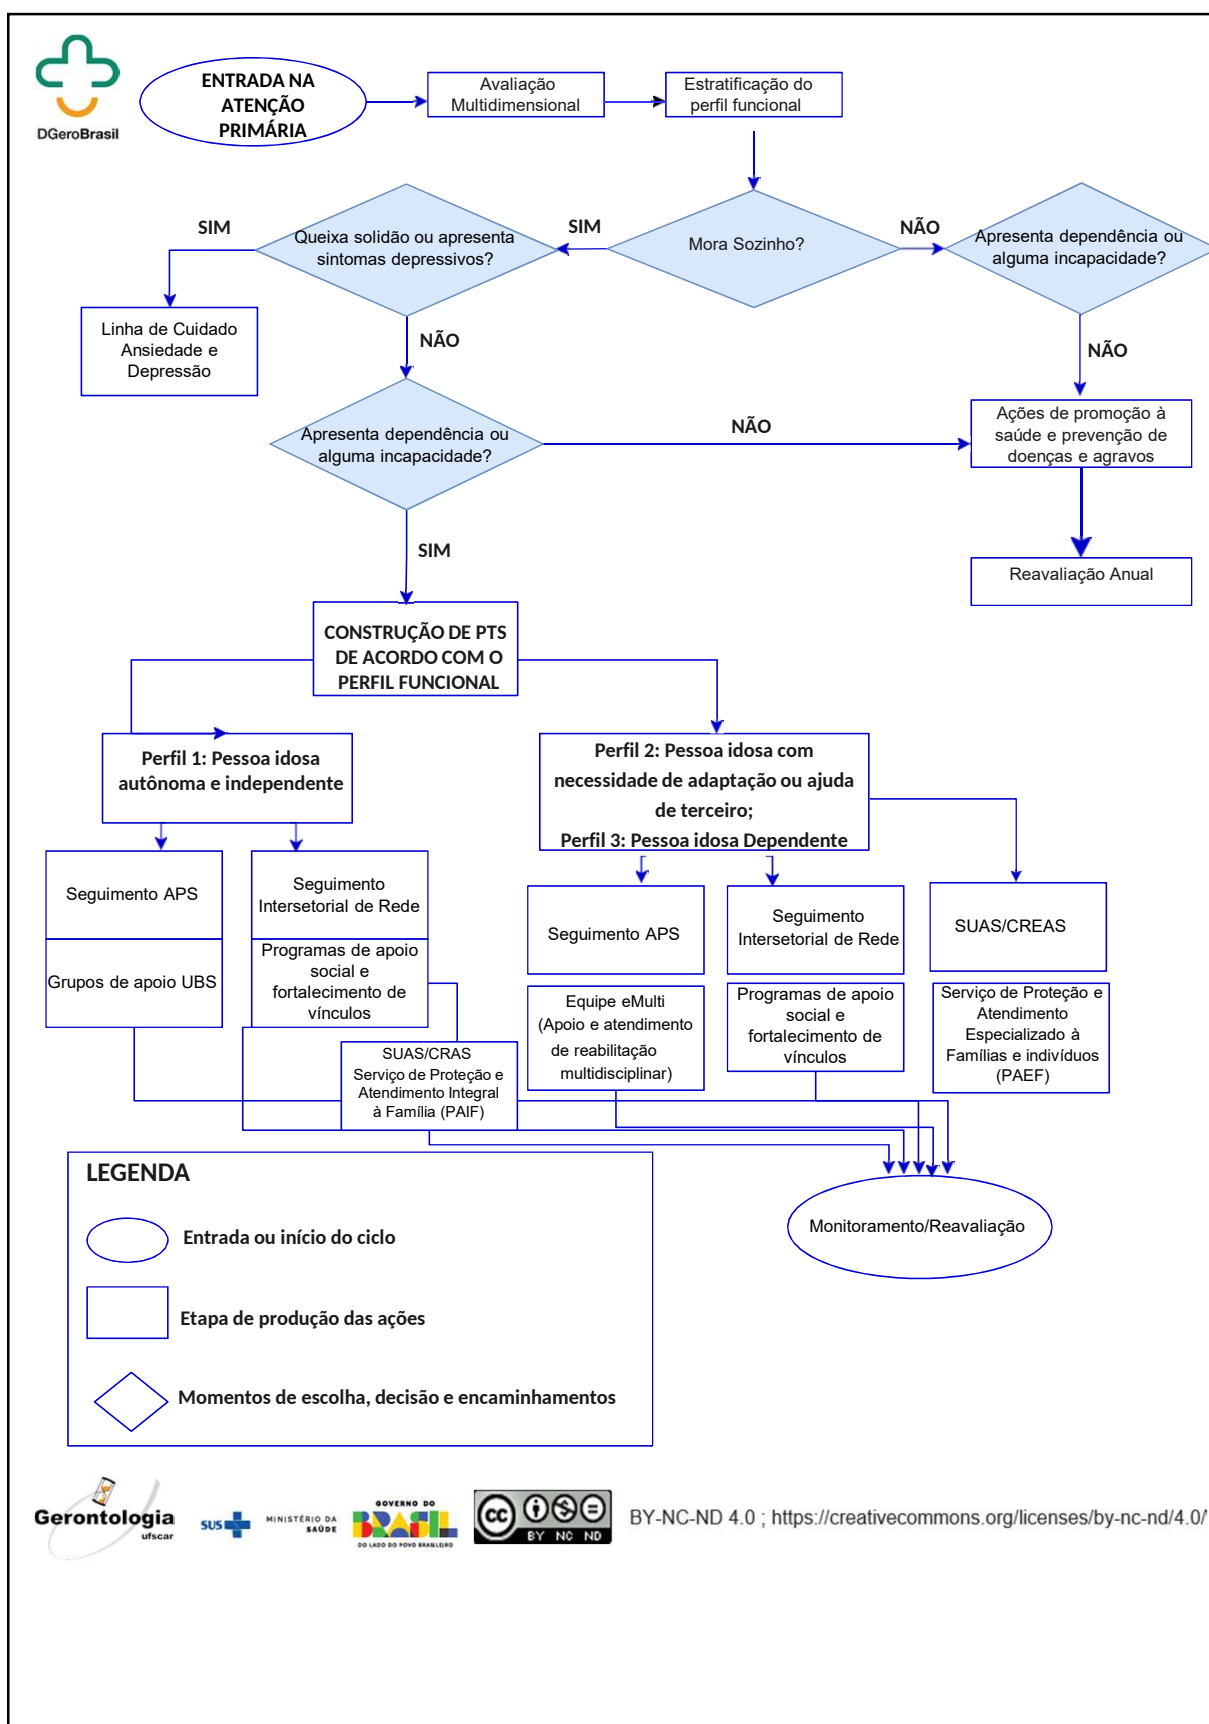 DGeroBrasil
ENTRADA NA
ATENÇÃO
PRIMÁRIA
Avaliação
Multidimensional
Estratificação do
perfil funcional
SIM
Queixa solidão ou apresenta
sintomas depressivos?
SIM
Mora Sozinho?
NÃO
Apresenta dependência ou
alguma incapacidade?
Linha de Cuidado
Ansiedade e
Depressão
NÃO
NÃO
Apresenta dependência ou
alguma incapacidade?
NÃO
Ações de promoção à
saúde e prevenção de
doenças e agravos
SIM
Reavaliação Anual
CONSTRUÇÃO DE PTS
DE ACORDO COM O
PERFIL FUNCIONAL
Perfil 1: Pessoa idosa
autônoma e independente
Perfil 2: Pessoa idosa com
necessidade de adaptação ou ajuda
de terceiro;
Perfil 3: Pessoa idosa Dependente
Seguimento APS
Seguimento
Intersetorial de Rede
Seguimento APS
Seguimento
Intersetorial de Rede
SUAS/CREAS
Grupos de apoio UBS
Programas de apoio
social e
fortalecimento de
vínculos
Equipe eMulti
(Apoio e atendimento
de reabilitação
multidisciplinar)
Programas de apoio
social e
fortalecimento de
vínculos
Serviço de Proteção e
Atendimento
Especializado à
Famílias e indivíduos
(PAEF)
SUAS/CRAS
Serviço de Proteção e
Atendimento Integral
à Família (PAIF)
Monitoramento/Reavaliação
LEGENDA
Entrada ou início do ciclo
Etapa de produção das ações
Momentos de escolha, decisão e encaminhamentos
Gerontologia
ufscar
SUS
MINISTÉRIO DA
SAÚDE
GOVERNO DO
BRASIL
DO LADO DO POVO BRASILEIRO
cc
BY NC ND
BY-NC-ND 4.0 ; https://creativecommons.org/licenses/by-nc-nd/4.0/